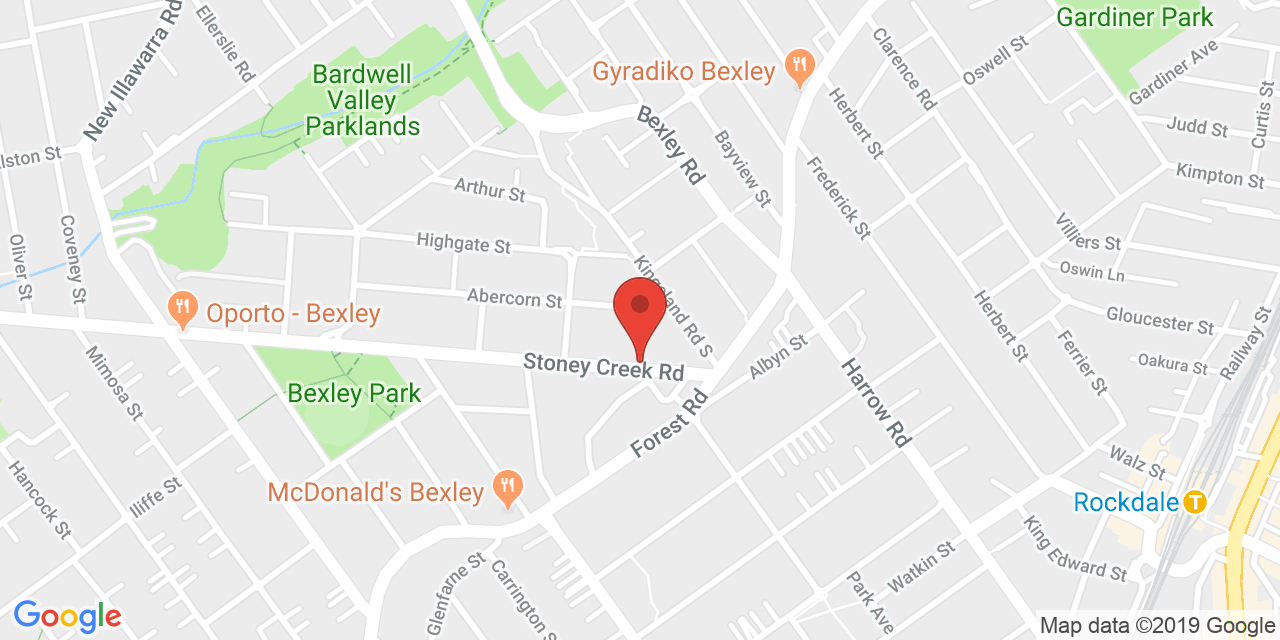 Gardiner Park
Ellerslie Rd
New Illawarra Rd
Clarence Rd
Oswell St
Gardiner Ave
Curtis St
Bardwell
Valley
Parklands
Gyradiko Bexley
Herbert St
Judd St
Bexley Rd
Bayview St
Frederick St
Kimpton St
alston St
Arthur St
Coveney St
Oliver St
Highgate St
Villiers St
Oswin Ln
Kingsland Rd S
Abercorn St
Oporto - Bexley
Herbert St
Gloucester St
Railway St
Ferrier St
Oakura St
Albyn St
Mimosa St
Stoney Creek Rd
Bexley Park
Harrow Rd
Forest Rd
Hancock St
Iliffe St
McDonald's Bexley
Walz St
Rockdale
T
King Edward St
Watkin St
Glenfarne St
Carrington S
Park Ave
Google
Map data ©2019 Google